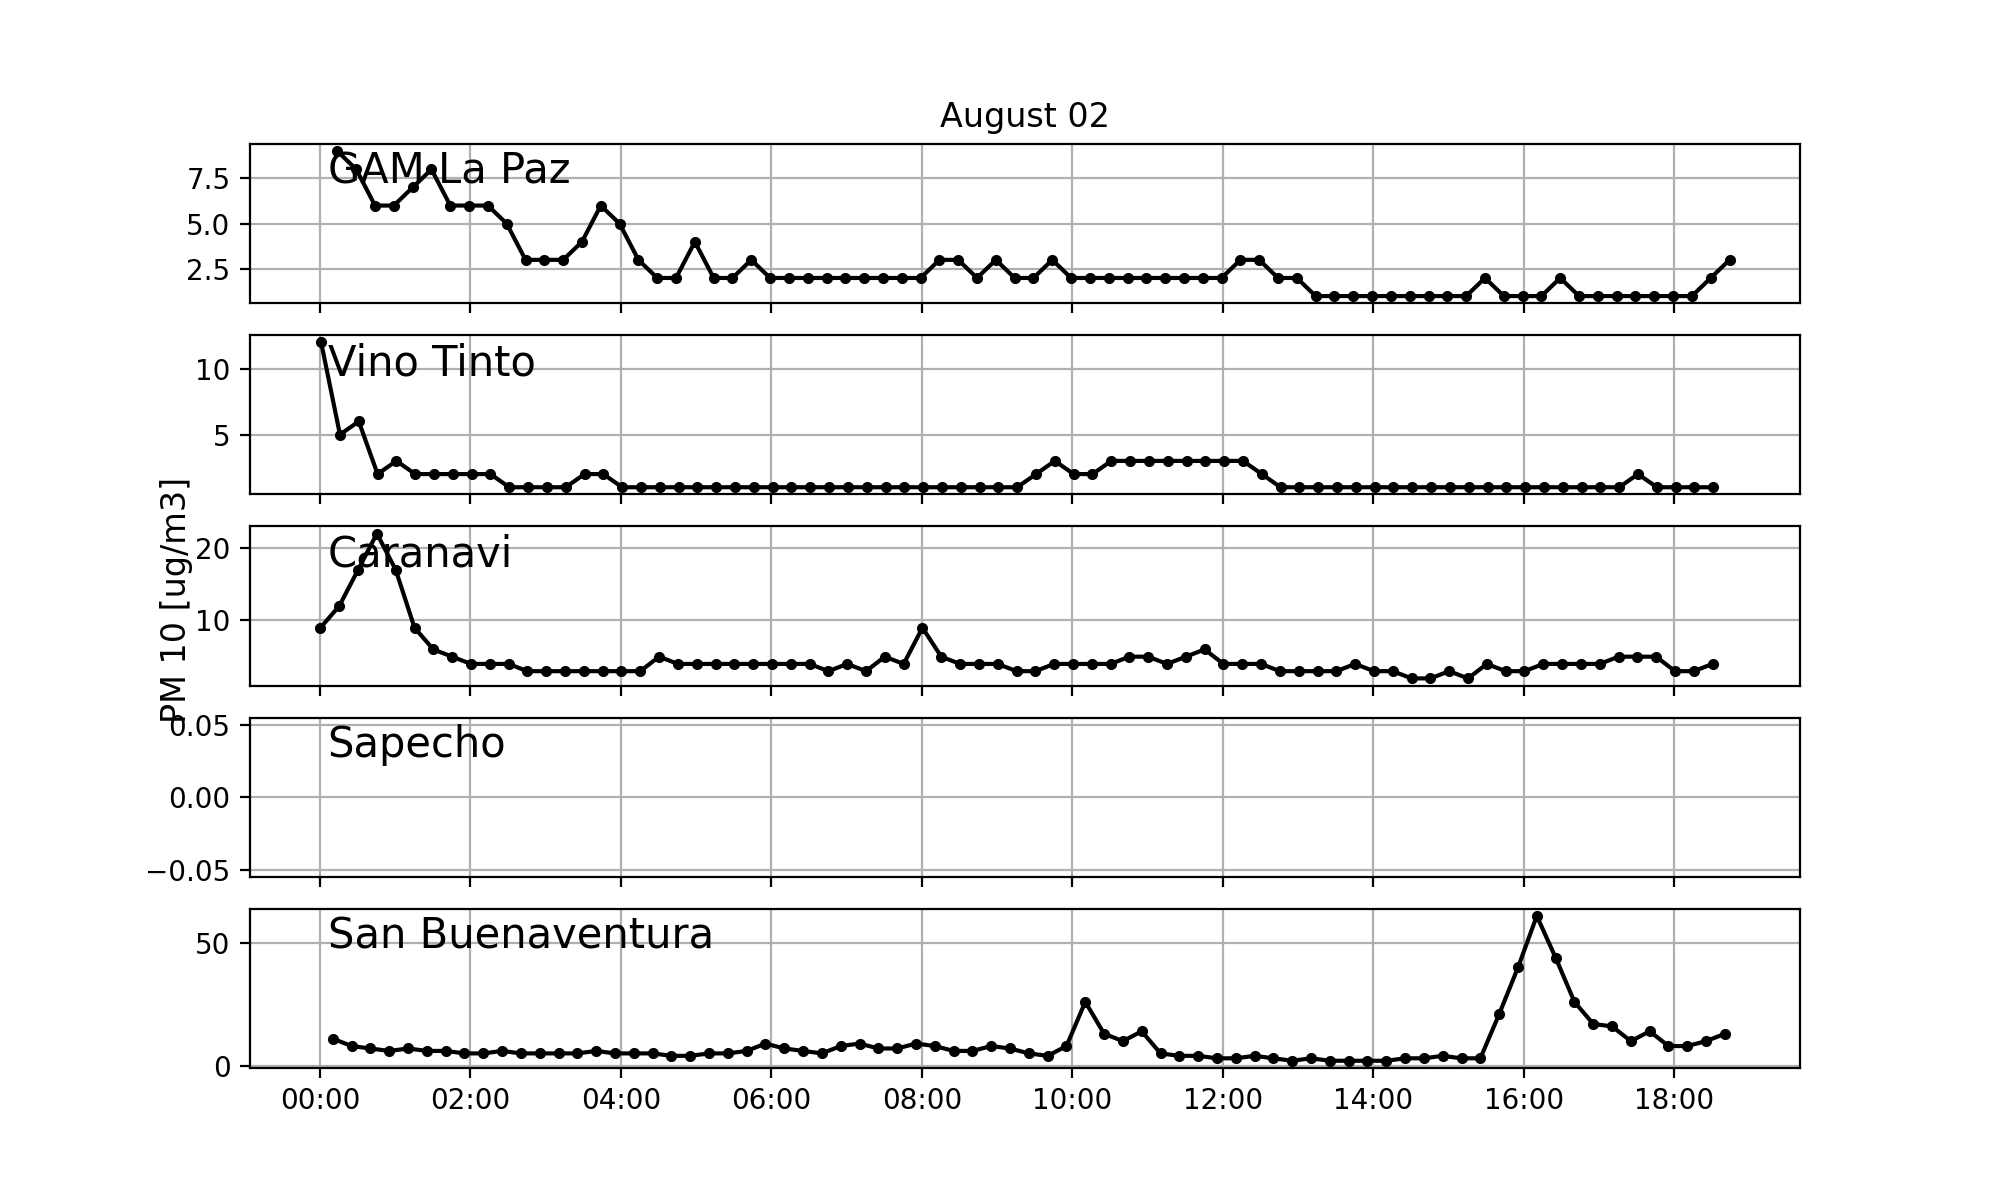 August 02
GAM La Paz
7.5
5.0
2.5
Vino Tinto
10
5
PM 10 [ug/m3]
Caranavi
20
10
Sapecho
0.05
0.00
−0.05
San Buenaventura
50
0
00:00 02:00 04:00 06:00 08:00 10:00 12:00 14:00 16:00 18:00